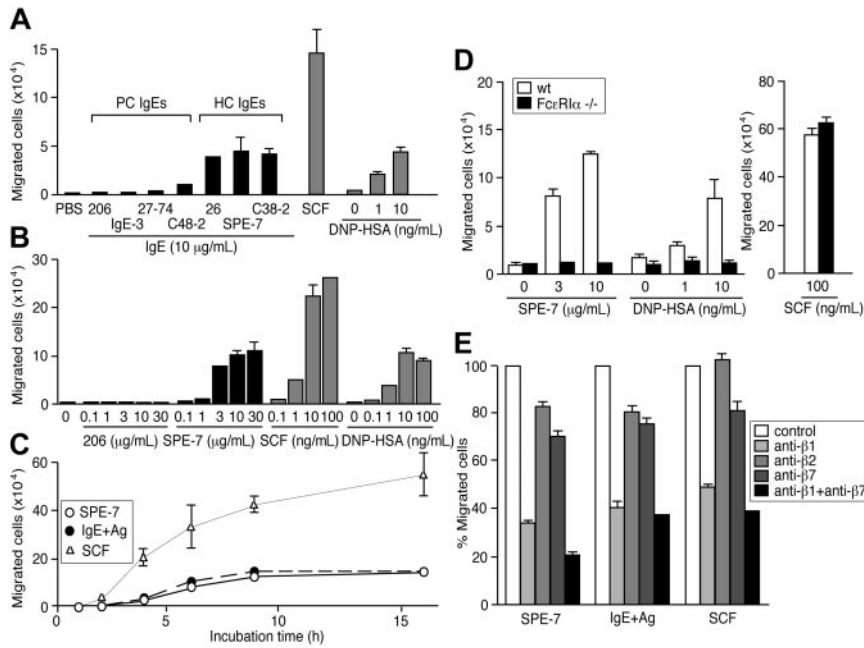 A
Migrated cells (x10-4)
15
10
5
0
PC IgEs
HC IgEs
PBS 206 27-74 26 C38-2 SCF 0 1 10
IgE-3 C48-2 SPE-7
IgE (10 µg/mL)
DNP-HSA (ng/mL)
B
Migrated cells (x10-4)
30
20
10
0
0 0.1 1 3 10 30 0.1 1 3 10 30 0.1 1 10 100 0 0.1 1 10 100
206 (µg/mL) SPE-7 (µg/mL) SCF (ng/mL) DNP-HSA (ng/mL)
C
Migrated cells (x10-4)
60
40
20
0
SPE-7
IgE+Ag
SCF
5 10 15
Incubation time (h)
D
Migrated cells (x10-4)
20
15
10
5
0
wt
FcεRIα -/-
0 3 10 0 1 10
SPE-7 (µg/mL) DNP-HSA (ng/mL)
Migrated cells (x10-4)
80
60
40
20
0
100
SCF (ng/mL)
E
% Migrated cells
100
80
60
40
20
0
control
anti-β1
anti-β2
anti-β7
anti-β1+anti-β7
SPE-7 IgE+Ag SCF